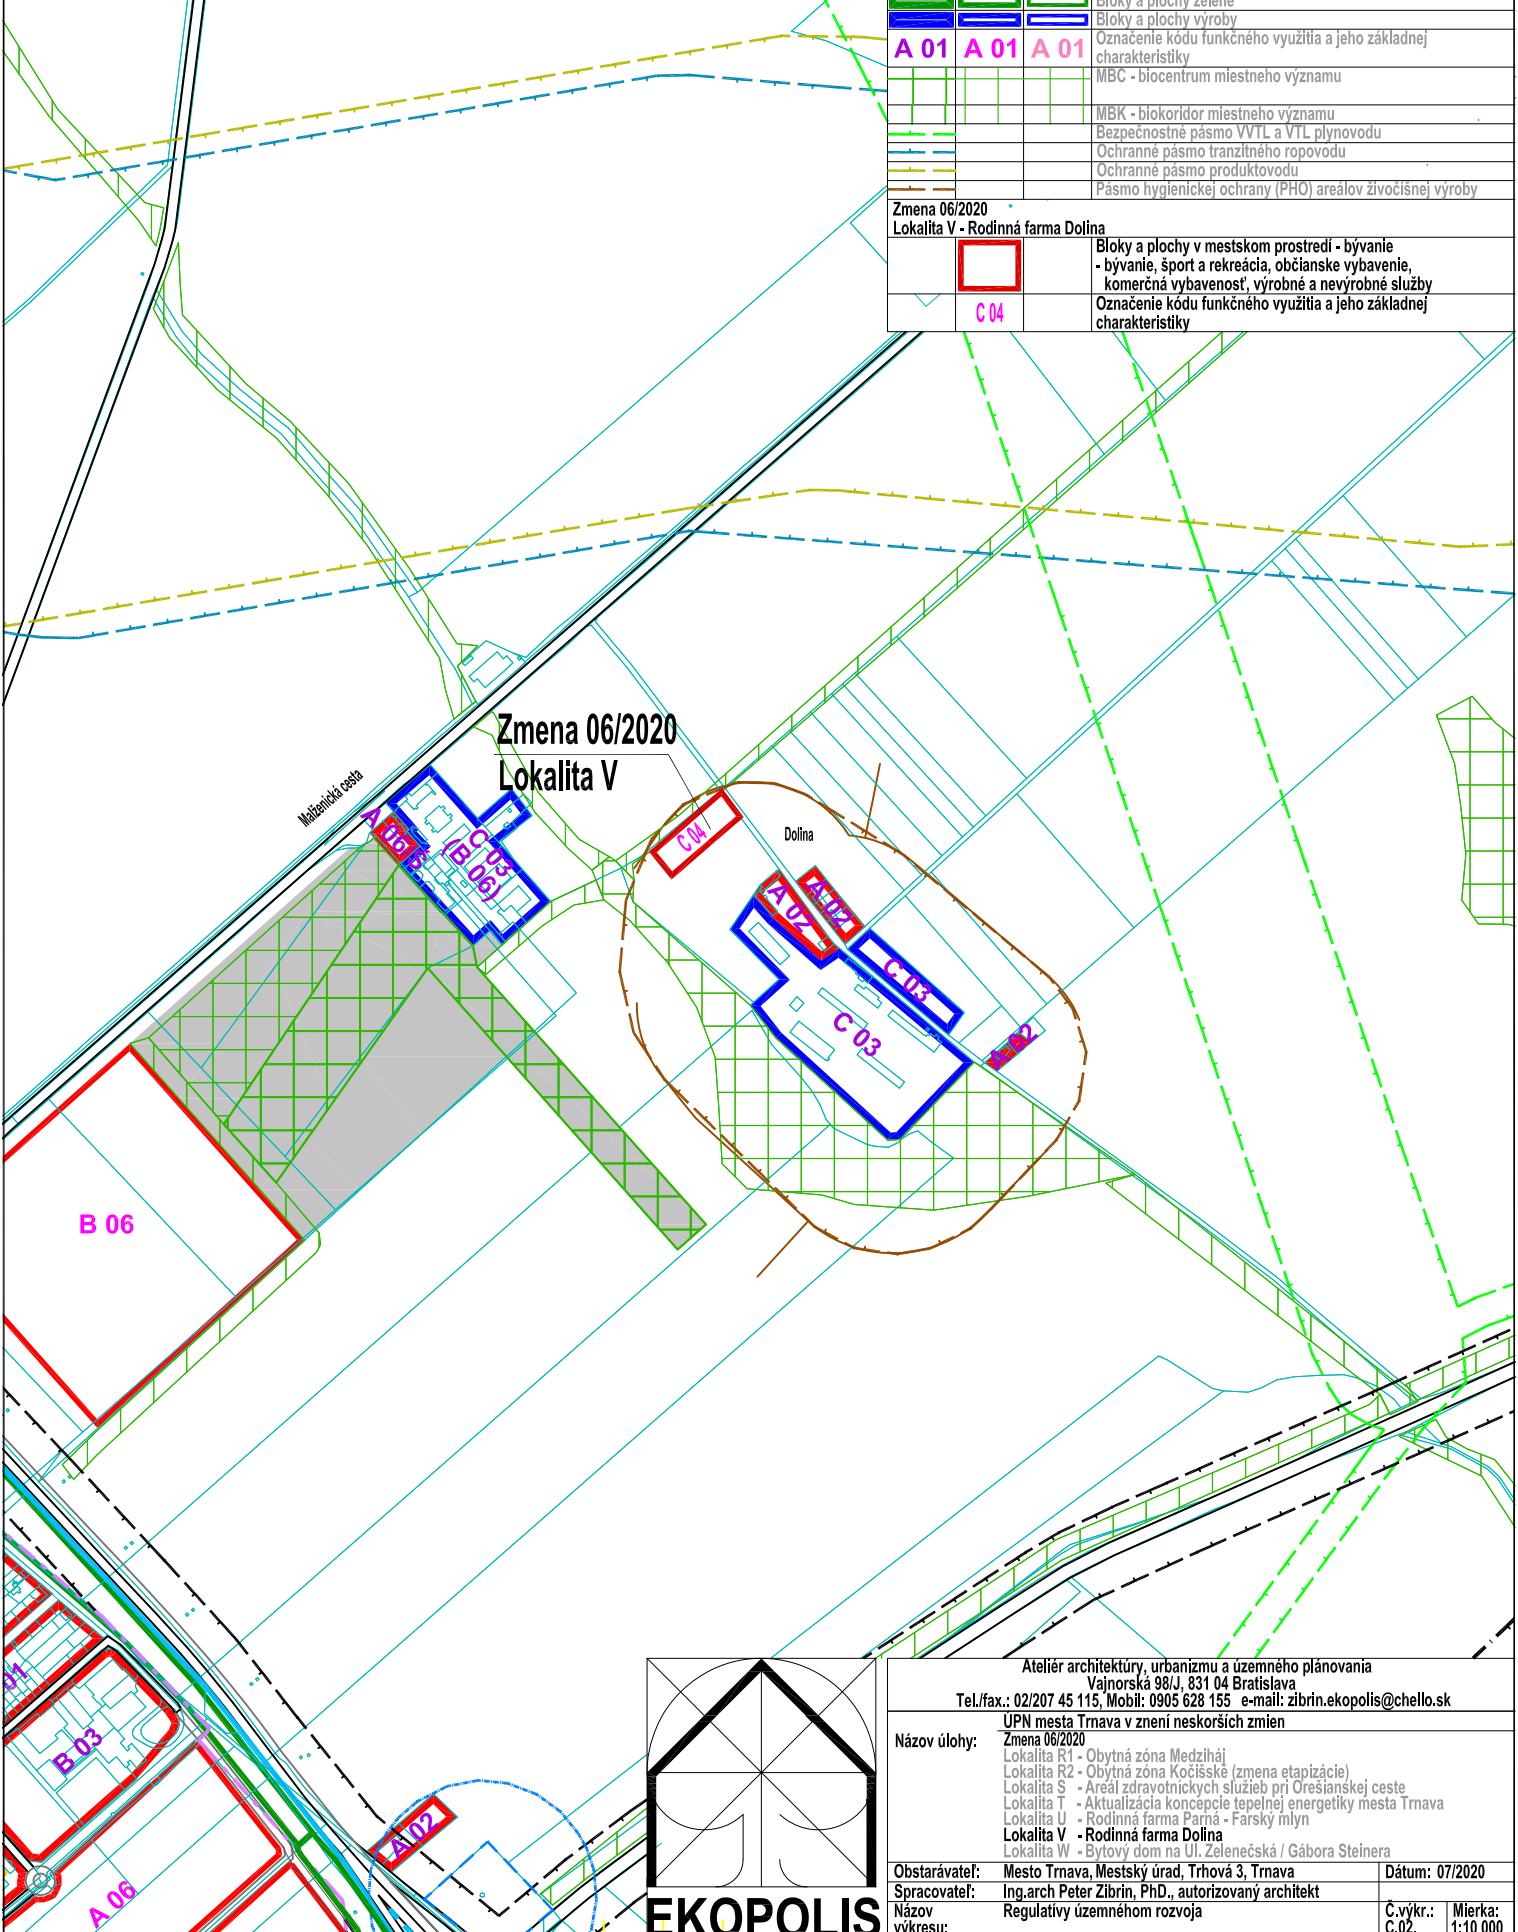 Bloky a plochy zelene
Bloky a plochy výroby
A 01 A 01 A 01 Označenie kódu funkčného využitia a jeho základnej
charakteristiky
MBC - biocentrum miestneho významu
MBK - biokoridor miestneho významu
Bezpečnostné pásmo VVTL a VTL plynovodu
Ochranné pásmo tranzitného ropovodu
Ochranné pásmo produktovodu
Pásmo hygienickej ochrany (PHO) areálov živočíšnej výroby
Zmena 06/2020
Lokalita V - Rodinná farma Dolina
Bloky a plochy v mestskom prostredí - bývanie
- bývanie, šport a rekreácia, občianske vybavenie,
komerčná vybavenosť, výrobné a nevýrobné služby
C 04 Označenie kódu funkčného využitia a jeho základnej
charakteristiky
Zmena 06/2020
Lokalita V
Malženická cesta
A 06
C 03
(B 06)
C 04
Dolina
A 02
A 02
C 03
C 03
A 02
B 06
01
B 03
A 06
A 02
EKOPOLIS
Ateliér architektúry, urbanizmu a územného plánovania
Vajnorská 98/J, 831 04 Bratislava
Tel./fax.: 02/207 45 115, Mobil: 0905 628 155 e-mail: zibrin.ekopolis@chello.sk
ÚPN mesta Trnava v znení neskorších zmien
Názov úlohy: Zmena 06/2020
Lokalita R1 - Obytná zóna Medziháj
Lokalita R2 - Obytná zóna Kočišské (zmena etapizácie)
Lokalita S - Areál zdravotníckych služieb pri Orešianskej ceste
Lokalita T - Aktualizácia koncepcie tepelnej energetiky mesta Trnava
Lokalita U - Rodinná farma Parná - Farský mlyn
Lokalita V - Rodinná farma Dolina
Lokalita W - Bytový dom na Ul. Zelenečská / Gábora Steinera
Obstarávateľ: Mesto Trnava, Mestský úrad, Trhová 3, Trnava Dátum: 07/2020
Spracovateľ: Ing.arch Peter Zibrin, PhD., autorizovaný architekt
Názov Regulatívy územnéhom rozvoja Č.výkr.: Mierka:
výkresu: C.02. 1:10 000